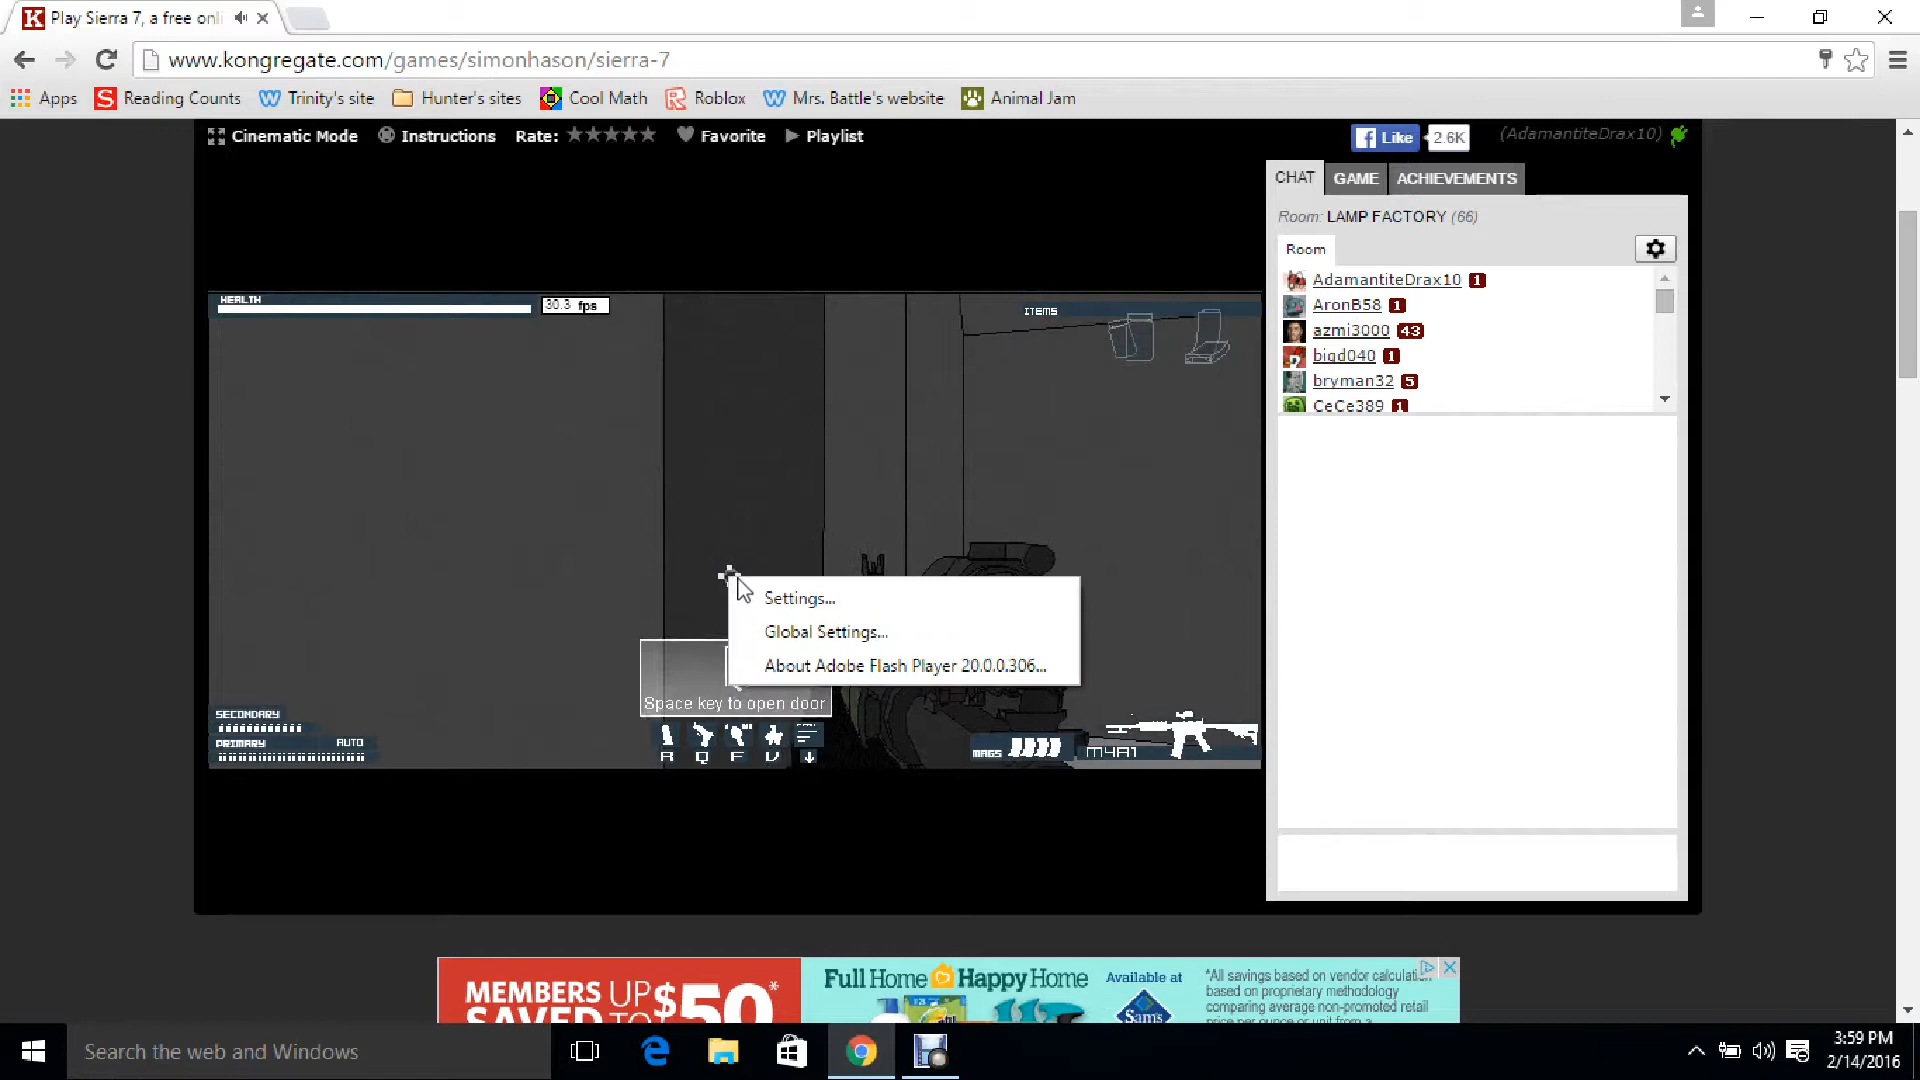 Play Sierra 7, a free onl
www.kongregate.com/games/simonhason/sierra-7
Apps Reading Counts Trinity's site Hunter's sites Cool Math Roblox Mrs. Battle's website Animal Jam
Cinematic Mode Instructions Rate: Favorite Playlist
Like 2.6K (AdamantiteDrax10)
CHAT GAME ACHIEVEMENTS
Room: LAMP FACTORY (66)
Room
AdamantiteDrax10 1
AronB58 1
azmi3000 43
bigd040 1
bryman32 5
CeCe389 1
HEALTH
30.3 fps
ITEMS
Settings...
Global Settings...
About Adobe Flash Player 20.0.0.306...
Space key to open door
SECONDARY
PRIMARY AUTO
R Q F V
MAGS M4A1
MEMBERS UP $50*
SAVED TO
Full Home Happy Home
Available at
Sam's
*All savings based on vendor calculati
based on proprietary methodology
comparing average non-promoted retail
Search the web and Windows
3:59 PM
2/14/2016